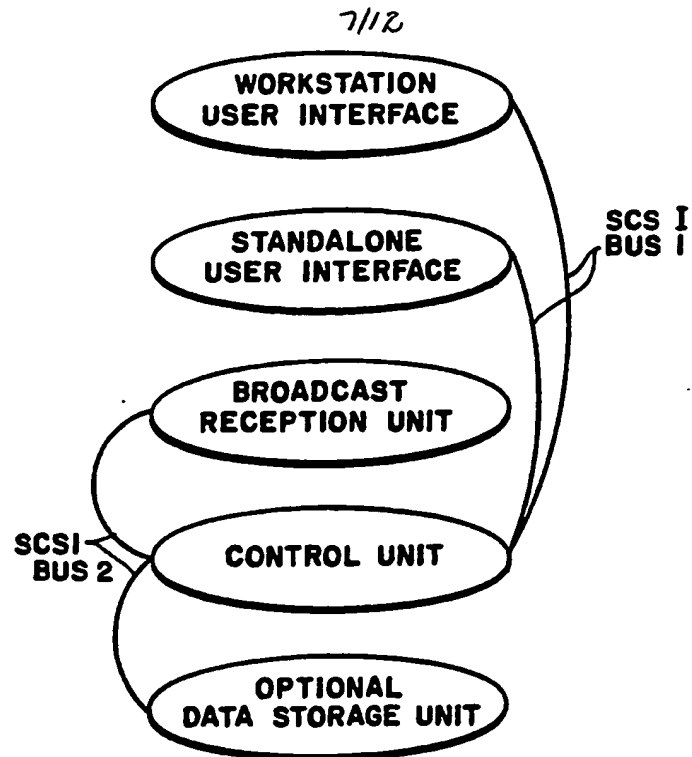 7/12
WORKSTATION
USER INTERFACE
STANDALONE
USER INTERFACE
SCS I
BUS 1
BROADCAST
RECEPTION UNIT
CONTROL UNIT
SCSI
BUS 2
OPTIONAL
DATA STORAGE UNIT